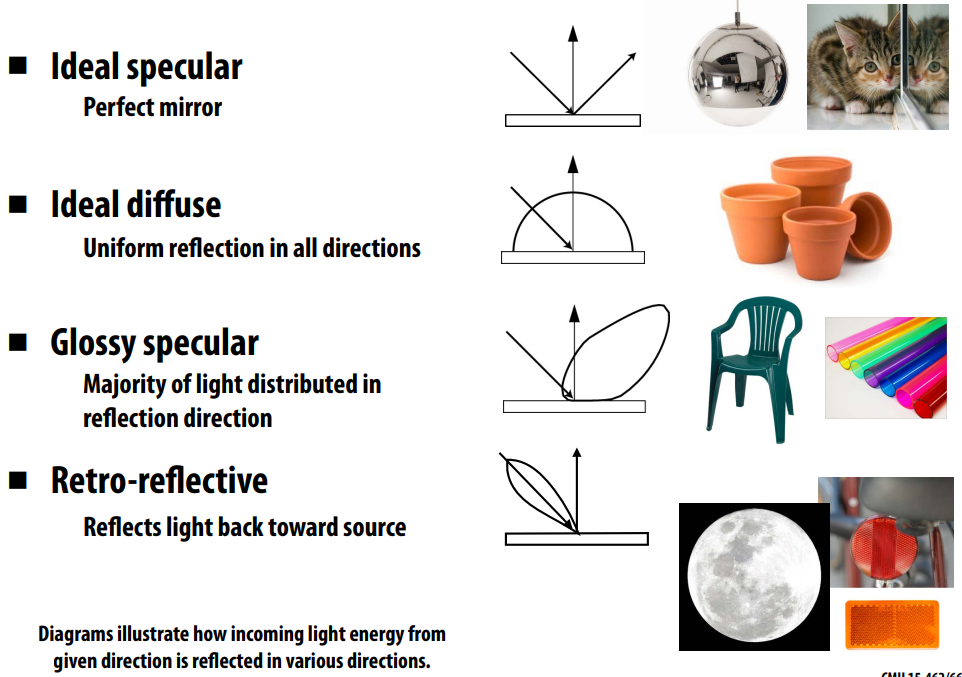 ■ Ideal specular
Perfect mirror
■ Ideal diffuse
Uniform reflection in all directions
■ Glossy specular
Majority of light distributed in
reflection direction
■ Retro-reflective
Reflects light back toward source
Diagrams illustrate how incoming light energy from
given direction is reflected in various directions.
CMU 15-462/66